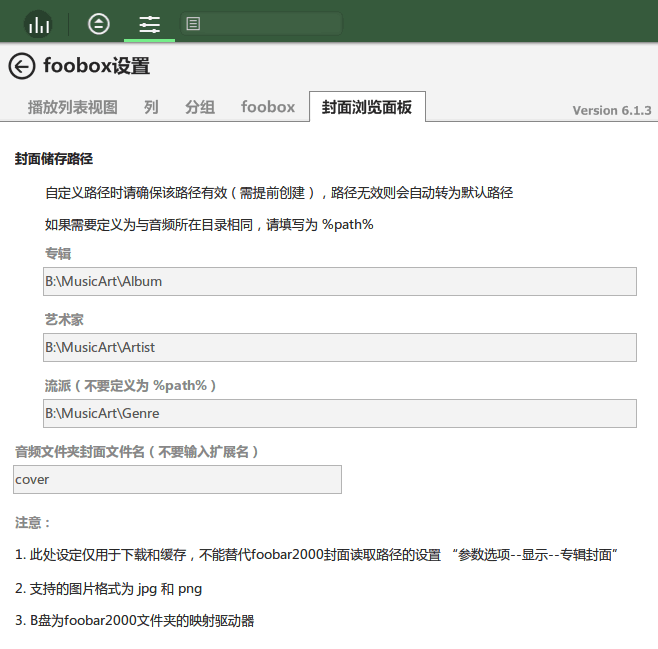 foobox设置
播放列表视图 列 分组 foobox 封面浏览面板 Version 6.1.3
封面储存路径
自定义路径时请确保该路径有效（需提前创建），路径无效则会自动转为默认路径
如果需要定义为与音频所在目录相同，请填写为 %path%
专辑
B:\MusicArt\Album
艺术家
B:\MusicArt\Artist
流派（不要定义为 %path%）
B:\MusicArt\Genre
音频文件夹封面文件名（不要输入扩展名）
cover
注意：
1. 此处设定仅用于下载和缓存，不能替代foobar2000封面读取路径的设置 “参数选项--显示--专辑封面”
2. 支持的图片格式为 jpg 和 png
3. B盘为foobar2000文件夹的映射驱动器